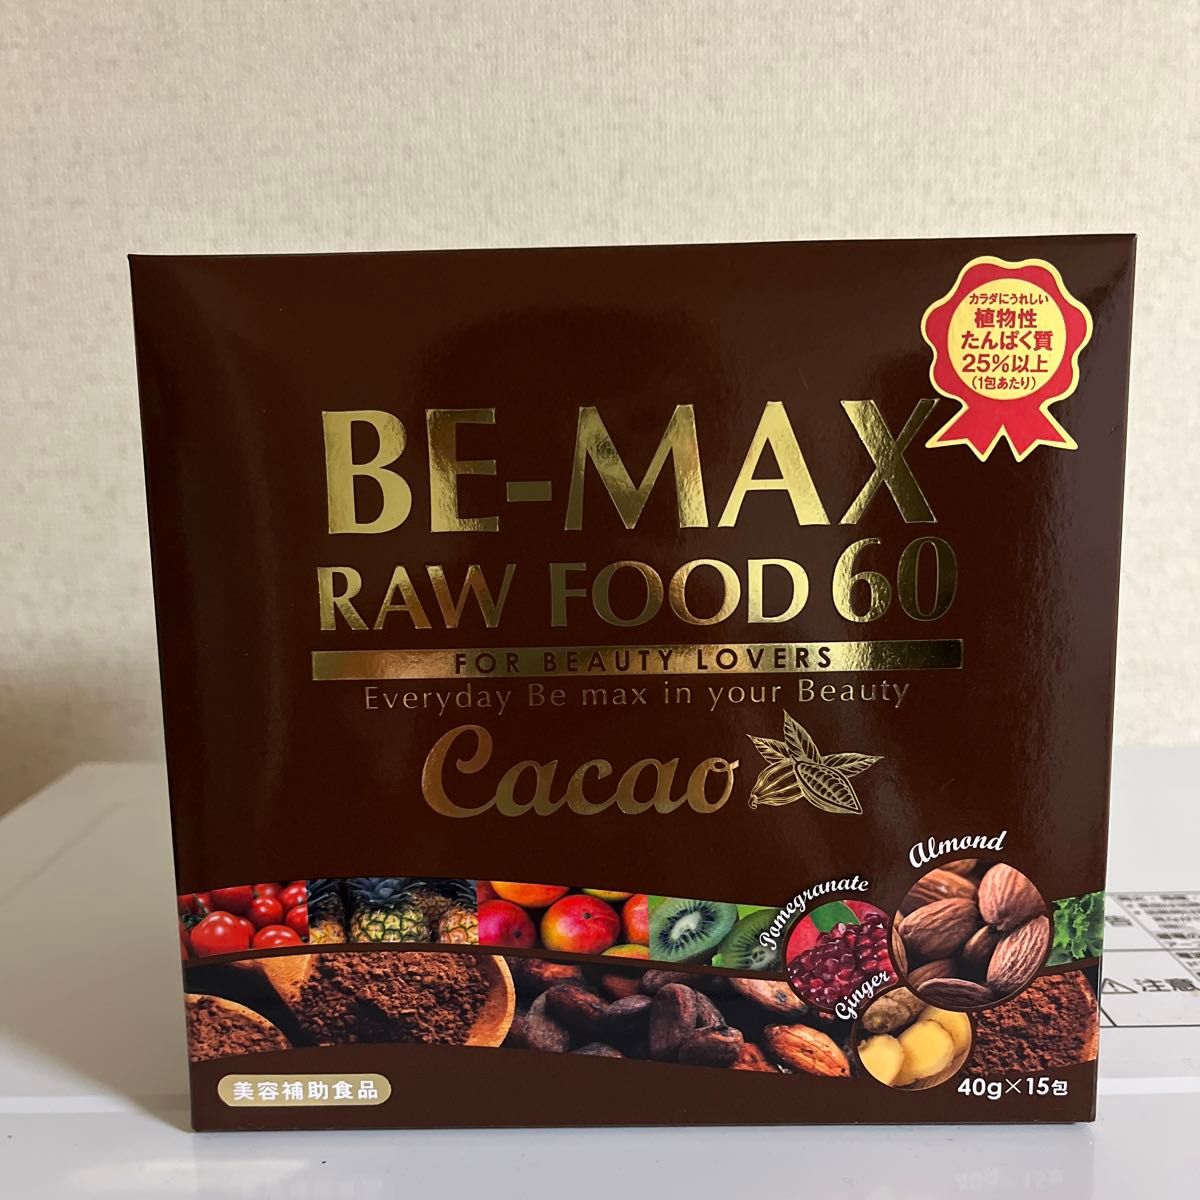 カラダにうれしい
植物性
たんぱく質
25%以上
(1包あたり)
BE-MAX
RAW FOOD 60
FOR BEAUTY LOVERS
Everyday Be max in your Beauty
Cacao
Almond
Pomegranate
Ginger
美容補助食品
40g×15包
注意